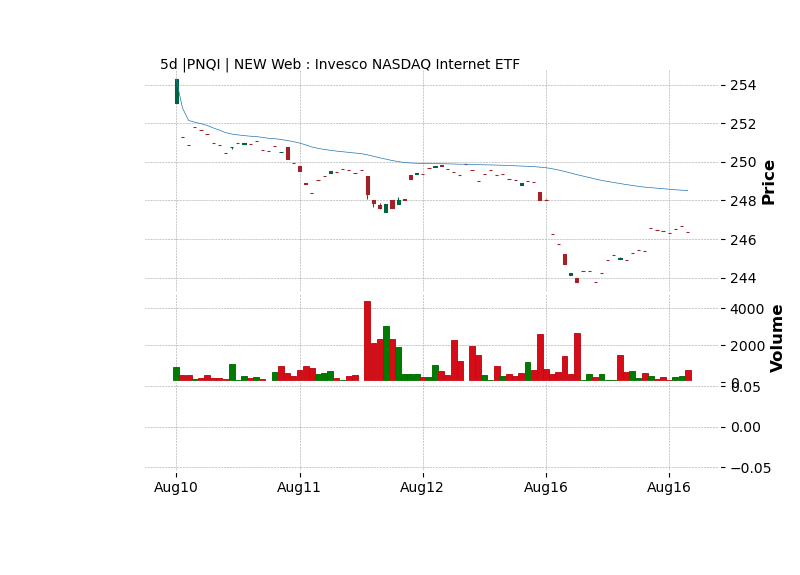 5d |PNQI | NEW Web : Invesco NASDAQ Internet ETF
254
252
250
248
246
244
Price
4000
2000
0
Volume
0.05
0.00
−0.05
Aug10
Aug11
Aug12
Aug16
Aug16